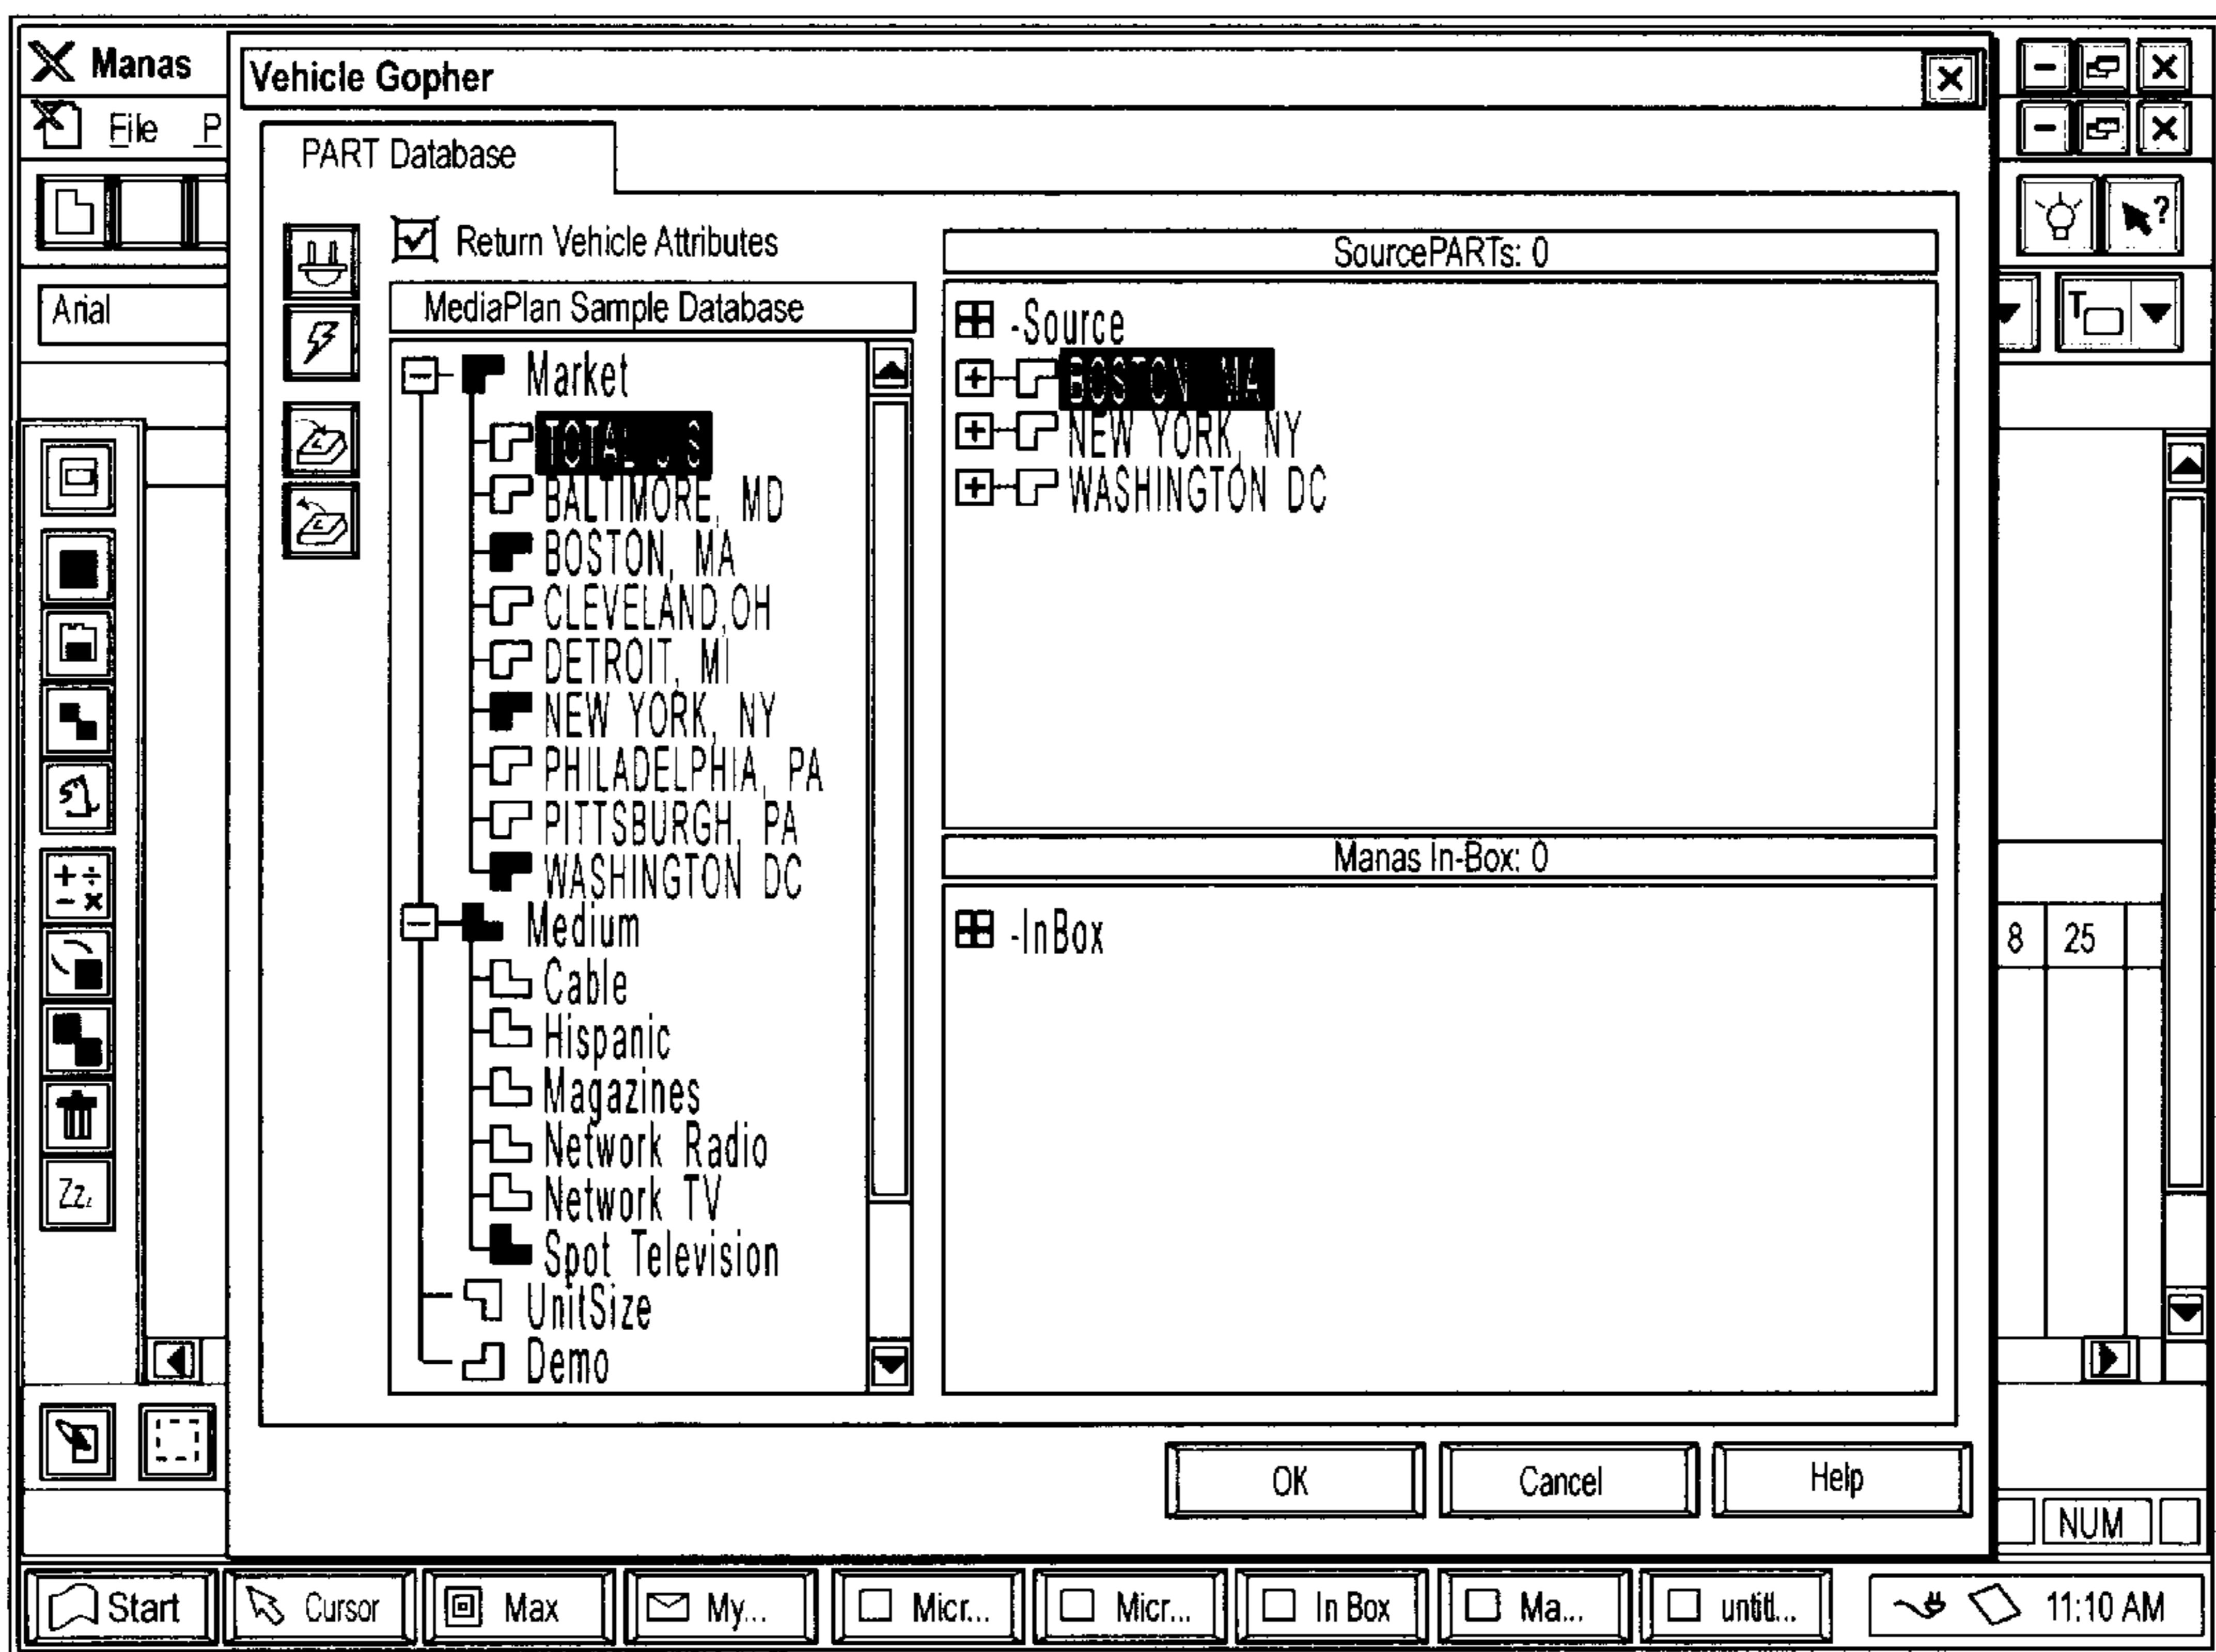 Manas
Vehicle Gopher
File P
PART Database
Return Vehicle Attributes
SourcePARTs: 0
Arial
MediaPlan Sample Database
-Source
Market
BOSTON, MA
TOTAL U S
NEW YORK, NY
BALTIMORE, MD
WASHINGTON DC
BOSTON, MA
CLEVELAND,OH
DETROIT, MI
NEW YORK, NY
PHILADELPHIA, PA
PITTSBURGH, PA
WASHINGTON DC
Manas In-Box: 0
Medium
-InBox
8 25
Cable
Hispanic
Magazines
Network Radio
Network TV
Zz
Spot Television
UnitSize
Demo
OK Cancel Help
NUM
Start Cursor Max My... Micr... Micr... In Box Ma... untitl... 11:10 AM